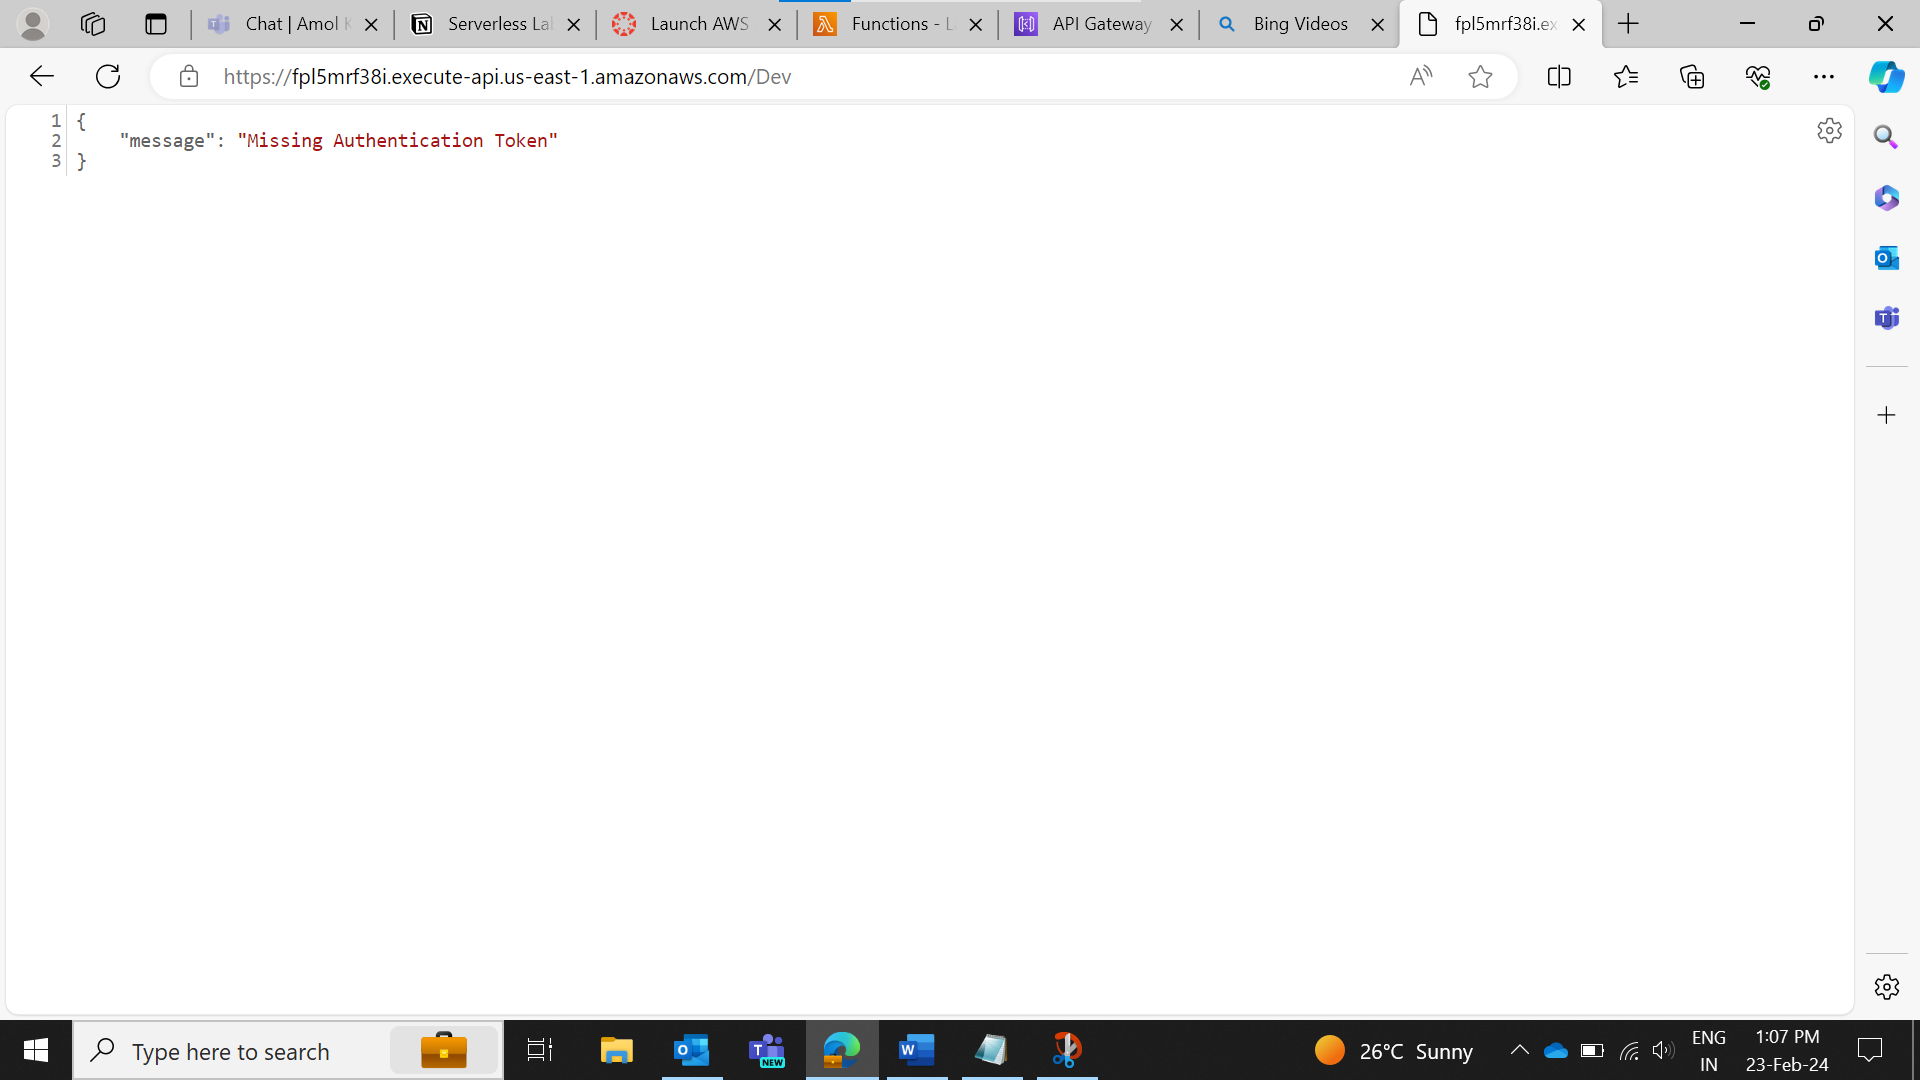 Chat | Amol K
Serverless Lal
Launch AWS
Functions - L
API Gateway
Bing Videos
fpl5mrf38i.ex
https://fpl5mrf38i.execute-api.us-east-1.amazonaws.com/Dev
1 {
2 "message": "Missing Authentication Token"
3 }
Type here to search
NEW
26°C Sunny
ENG
IN
1:07 PM
23-Feb-24